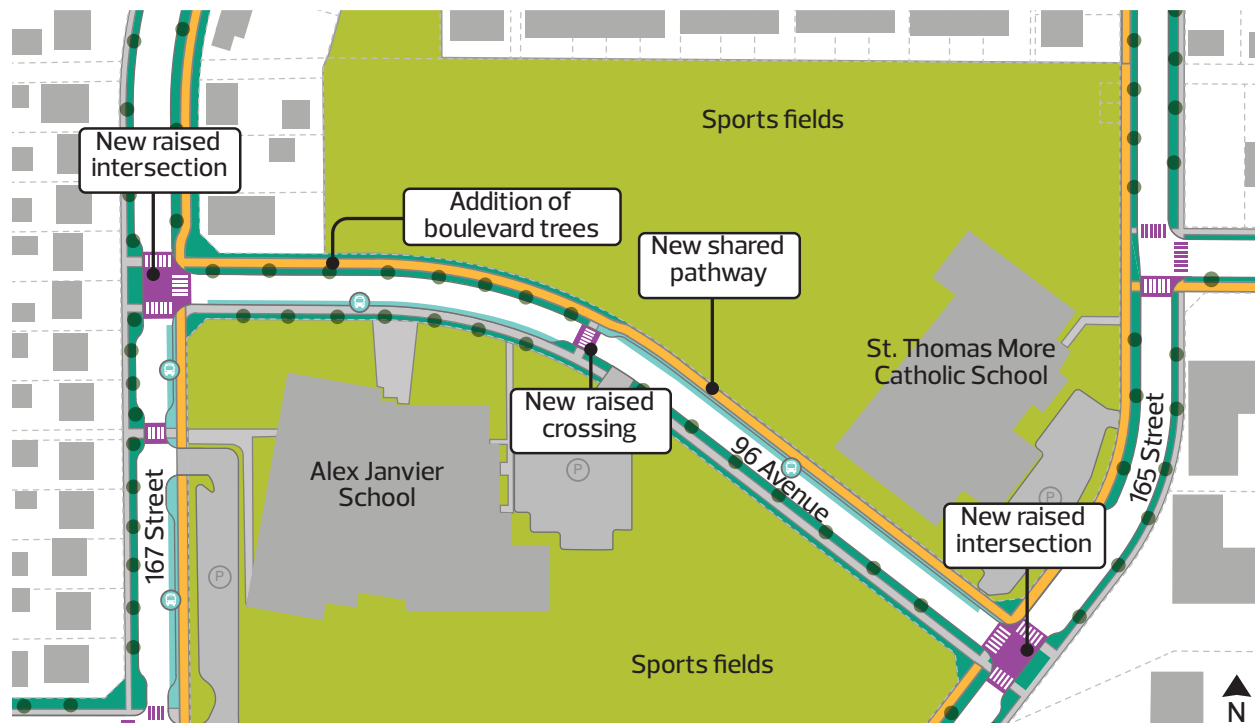 Sports fields
New raised
intersection
Addition of
boulevard trees
New shared
pathway
St. Thomas More
Catholic School
New raised
crossing
Alex Janvier
School
P
96 Avenue
165 Street
P
167 Street
New raised
intersection
P
Sports fields
N